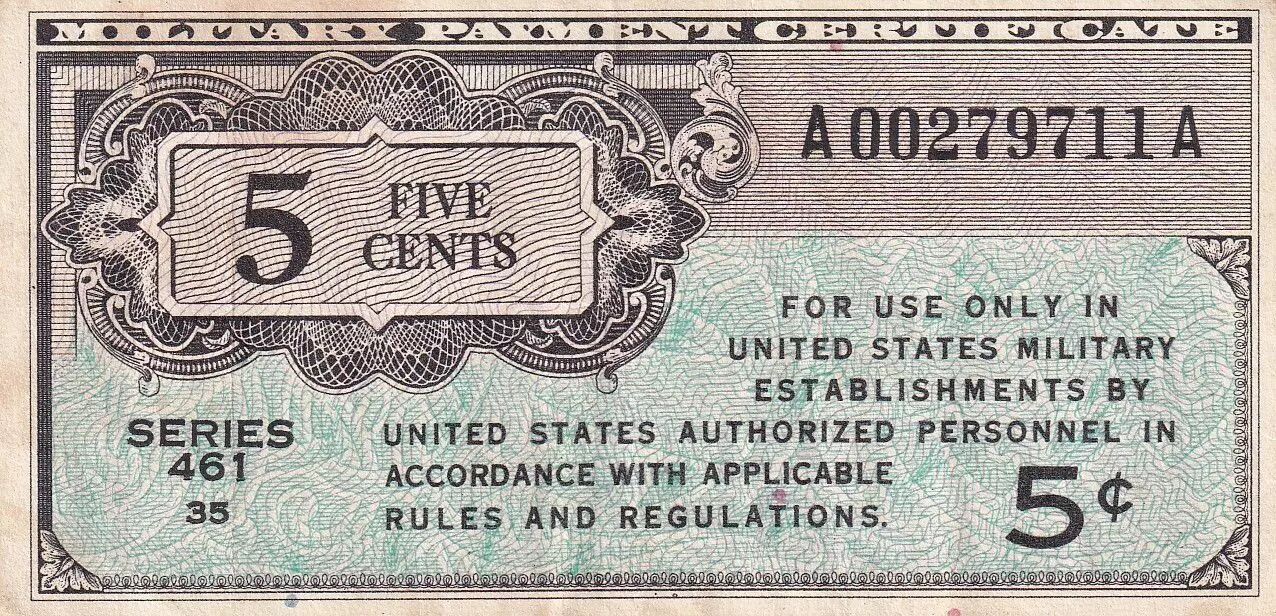 MILITARY PAYMENT CERTIFICATE
A00279711A
5 FIVE
CENTS
FOR USE ONLY IN
UNITED STATES MILITARY
ESTABLISHMENTS BY
UNITED STATES AUTHORIZED PERSONNEL IN
ACCORDANCE WITH APPLICABLE
RULES AND REGULATIONS.
SERIES
461
35
5¢